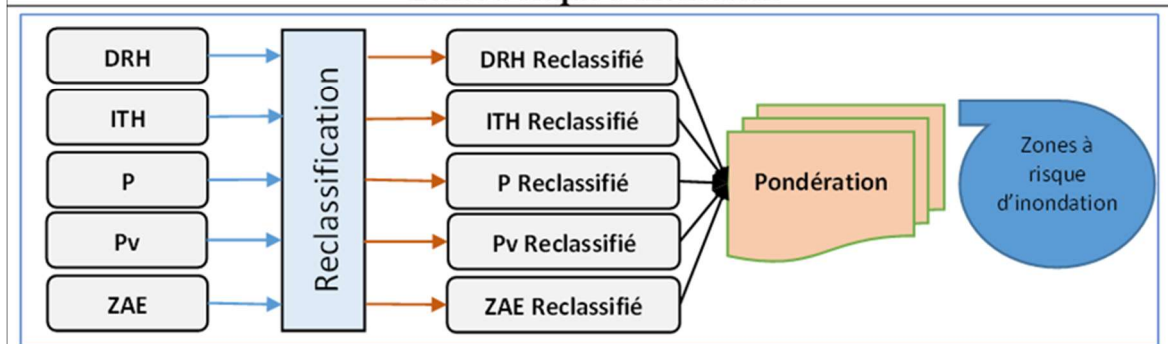 DRH
ITH
P
Pv
ZAE
Reclassification
DRH Reclassifié
ITH Reclassifié
P Reclassifié
Pv Reclassifié
ZAE Reclassifié
Pondération
Zones à
risque
d’inondation